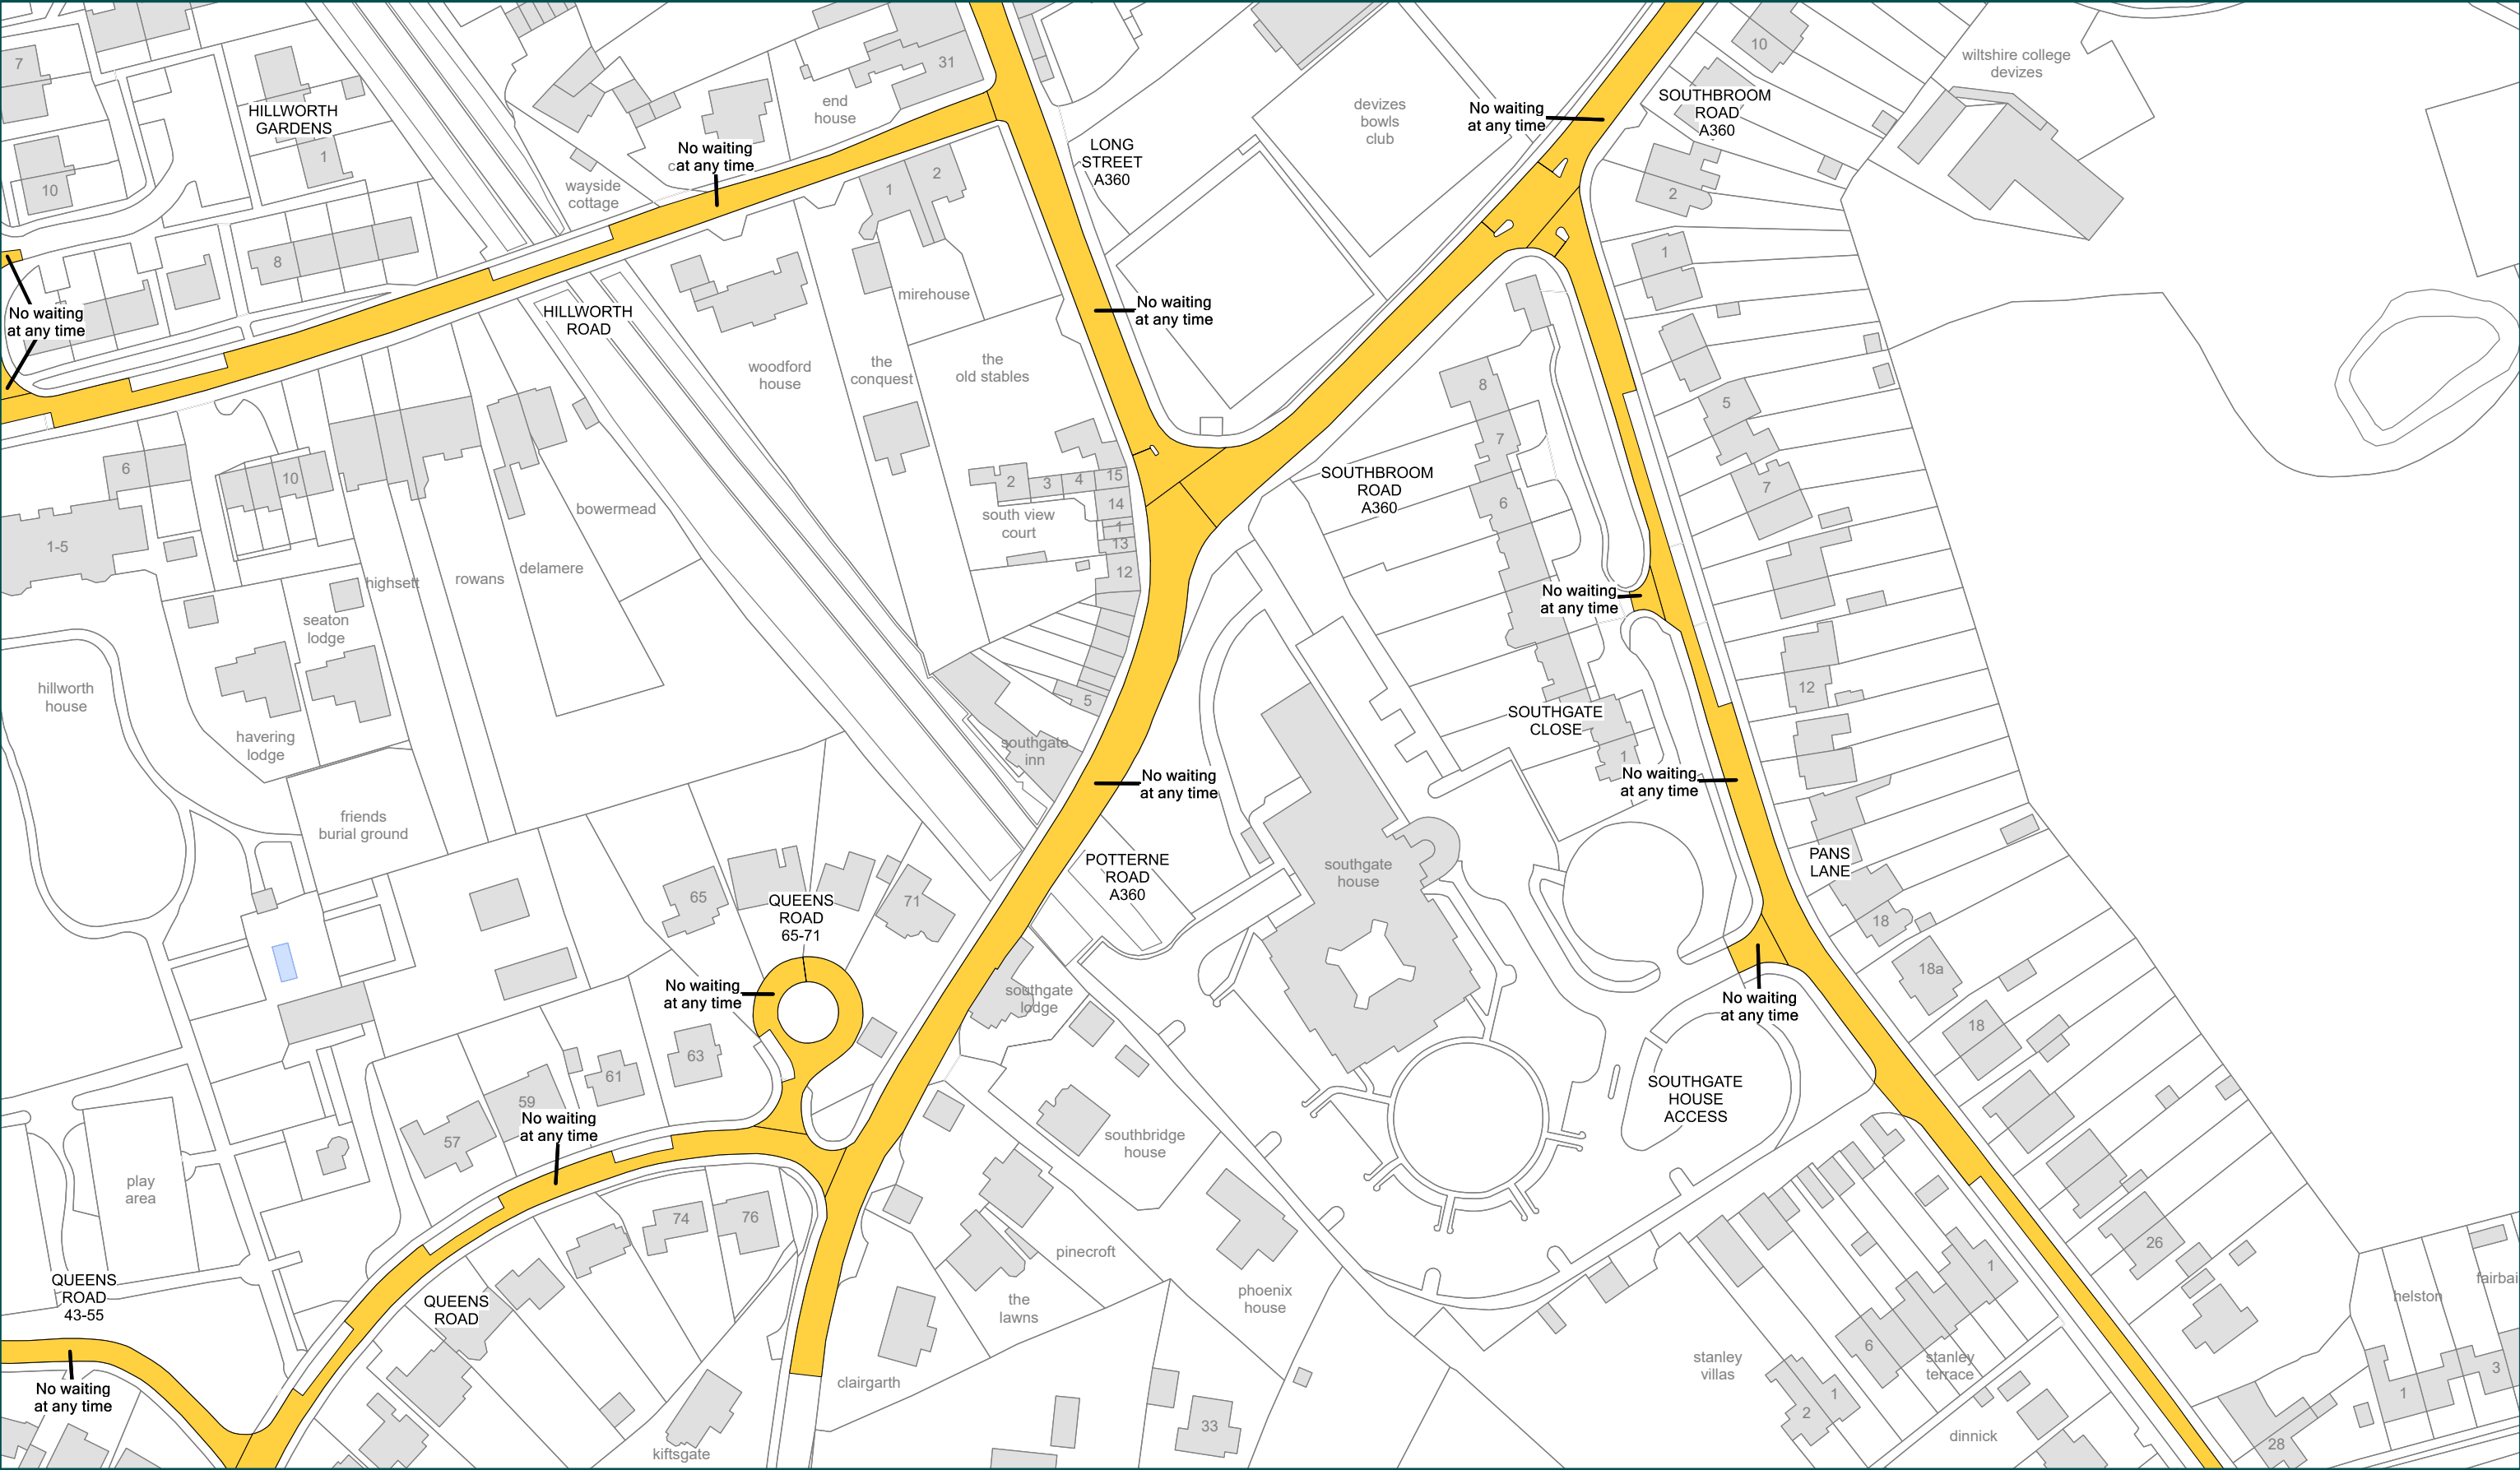 7
HILLWORTH
GARDENS
1
10
8
wayside
cottage
No waiting
at any time
end
house
31
1
2
LONG
STREET
A360
devizes
bowls
club
No waiting
at any time
SOUTHBROOM
ROAD
A360
10
2
wiltshire college
devizes
1
No waiting
at any time
HILLWORTH
ROAD
mirehouse
No waiting
at any time
woodford
house
the
conquest
the
old stables
8
7
6
5
7
SOUTHBROOM
ROAD
A360
6
10
1-5
highsett
rowans
delamere
bowermead
2
3
4
15
14
1
13
12
south view
court
seaton
lodge
hillworth
house
havering
lodge
No waiting
at any time
12
5
southgate
inn
SOUTHGATE
CLOSE
1
No waiting
at any time
No waiting
at any time
friends
burial ground
POTTERNE
ROAD
A360
southgate
house
PANS
LANE
18
18a
18
65
QUEENS
ROAD
65-71
71
No waiting
at any time
southgate
lodge
No waiting
at any time
63
61
59
57
No waiting
at any time
southbridge
house
SOUTHGATE
HOUSE
ACCESS
play
area
74
76
pinecroft
phoenix
house
the
lawns
26
1
6
stanley
terrace
stanley
villas
1
2
helston
fairbai
1
3
28
QUEENS
ROAD
43-55
QUEENS
ROAD
No waiting
at any time
clairgarth
kiftsgate
33
dinnick